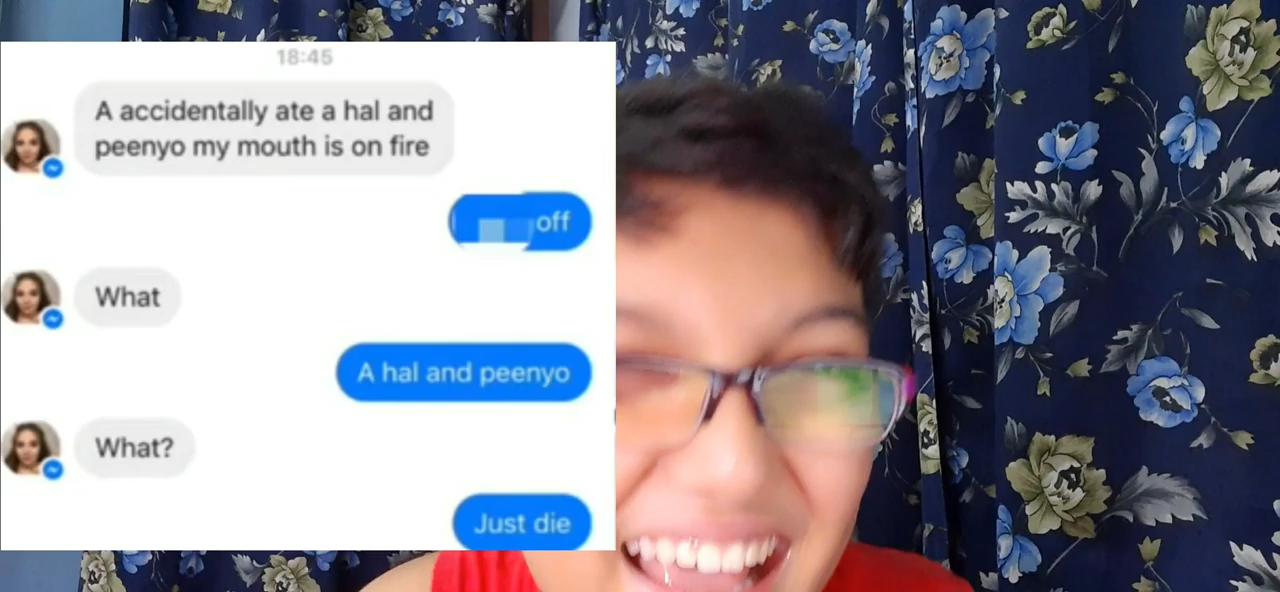 18:45
A accidentally ate a hal and
peenyo my mouth is on fire
off
What
A hal and peenyo
What?
Just die